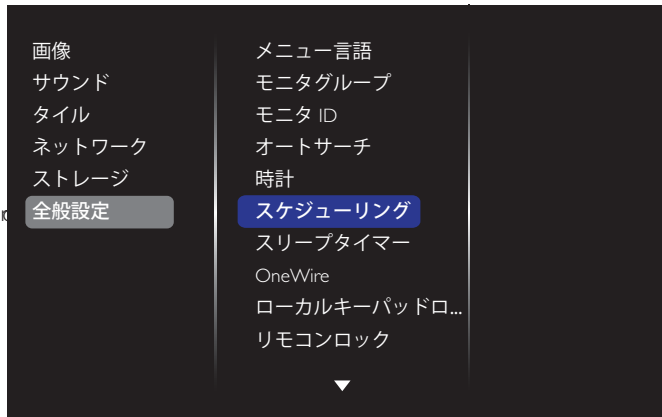 画像
サウンド
タイル
ネットワーク
ストレージ
全般設定
メニュー言語
モニタグループ
モニタ ID
オートサーチ
時計
スケジューリング
スリープタイマー
OneWire
ローカルキーパッドロ...
リモコンロック